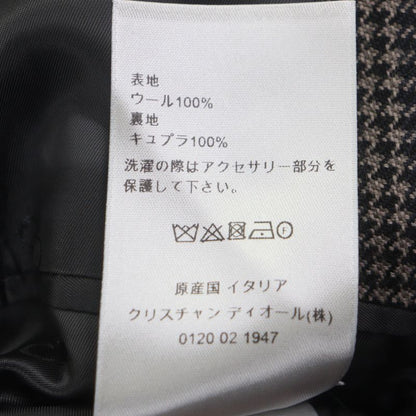 表地
ウール100%
裏地
キュプラ100%
洗濯の際はアクセサリー部分を
保護して下さい。
F
原産国 イタリア
クリスチャン ディオール(株)
0120 02 1947